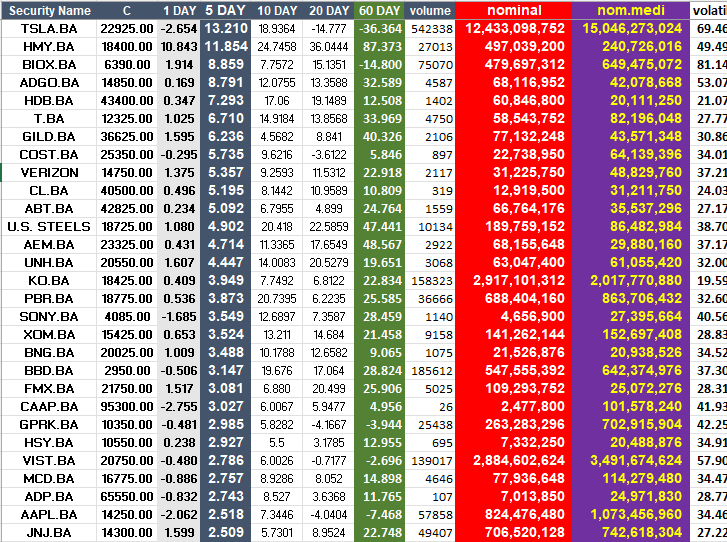 Security Name C 1 DAY 5 DAY 10 DAY 20 DAY 60 DAY volume nominal nom.medi volati
TSLA.BA 22925.00 -2.654 13.210 18.9364 -14.777 -36.364 542338 12,433,098,752 15,046,273,024 69.46
HMY.BA 18400.00 10.843 11.854 24.7458 36.0444 87.373 27013 497,039,200 240,726,016 49.49
BIOX.BA 6390.00 1.914 8.859 7.7572 15.1351 -14.800 75070 479,697,312 649,475,072 81.14
ADGO.BA 14850.00 0.169 8.791 12.0755 13.3588 32.589 4587 68,116,952 42,078,668 53.07
HDB.BA 43400.00 0.347 7.293 17.06 19.1489 12.508 1402 60,846,800 20,111,250 21.07
T.BA 12325.00 1.025 6.710 14.9184 13.8568 33.969 4750 58,543,752 82,196,048 27.77
GILD.BA 36625.00 1.595 6.236 4.5682 8.841 40.326 2106 77,132,248 43,571,348 30.86
COST.BA 25350.00 -0.295 5.735 9.6216 -3.6122 5.846 897 22,738,950 64,139,396 34.01
VERIZON 14750.00 1.375 5.357 9.2593 11.5312 22.918 2117 31,225,750 48,829,760 37.21
CL.BA 40500.00 0.496 5.195 8.1442 10.9589 10.809 319 12,919,500 31,211,750 24.03
ABT.BA 42825.00 0.234 5.092 6.7955 4.899 24.764 1559 66,764,176 35,537,296 27.17
U.S. STEELS 18725.00 1.080 4.902 20.418 22.5859 47.441 10134 189,759,152 86,482,984 38.70
AEM.BA 23325.00 0.431 4.714 11.3365 17.6549 48.567 2922 68,155,648 29,880,160 37.17
UNH.BA 20550.00 1.607 4.447 14.0083 20.5279 19.651 3068 63,047,400 61,055,420 32.00
KO.BA 18425.00 0.409 3.949 7.7492 6.8122 22.834 158323 2,917,101,312 2,017,770,880 19.59
PBR.BA 18775.00 0.536 3.873 20.7395 6.2235 25.585 36666 688,404,160 863,706,432 32.60
SONY.BA 4085.00 -1.685 3.549 12.6897 7.3587 28.459 1140 4,656,900 27,395,664 40.56
XOM.BA 15425.00 0.653 3.524 13.211 14.684 21.458 9158 141,262,144 152,697,408 28.83
BNG.BA 20025.00 1.009 3.488 10.1788 12.6582 9.065 1075 21,526,876 20,938,526 34.52
BBD.BA 2950.00 -0.506 3.147 19.676 17.064 28.824 185612 547,555,392 642,374,976 37.30
FMX.BA 21750.00 1.517 3.081 6.880 20.499 25.906 5025 109,293,752 25,072,276 28.31
CAAP.BA 95300.00 -2.755 3.027 6.0067 5.9477 4.956 26 2,477,800 101,578,240 41.93
GPRK.BA 10350.00 -0.481 2.985 5.8282 -4.1667 -3.944 25438 263,283,296 702,915,904 42.25
HSY.BA 10550.00 0.238 2.927 5.5 3.1785 12.955 695 7,332,250 20,488,876 34.91
VIST.BA 20750.00 -0.480 2.786 6.0026 -0.7177 -2.696 139017 2,884,602,624 3,491,674,624 57.90
MCD.BA 16775.00 -0.886 2.757 8.9286 8.052 14.898 4646 77,936,648 114,279,480 34.47
ADP.BA 65550.00 -0.832 2.743 8.527 3.6368 11.765 107 7,013,850 24,971,830 28.77
AAPL.BA 14250.00 -2.062 2.518 7.3446 -4.0404 -7.468 57858 824,476,480 1,073,456,960 34.46
JNJ.BA 14300.00 1.599 2.509 5.7301 8.9524 22.748 49407 706,520,128 742,618,304 27.22